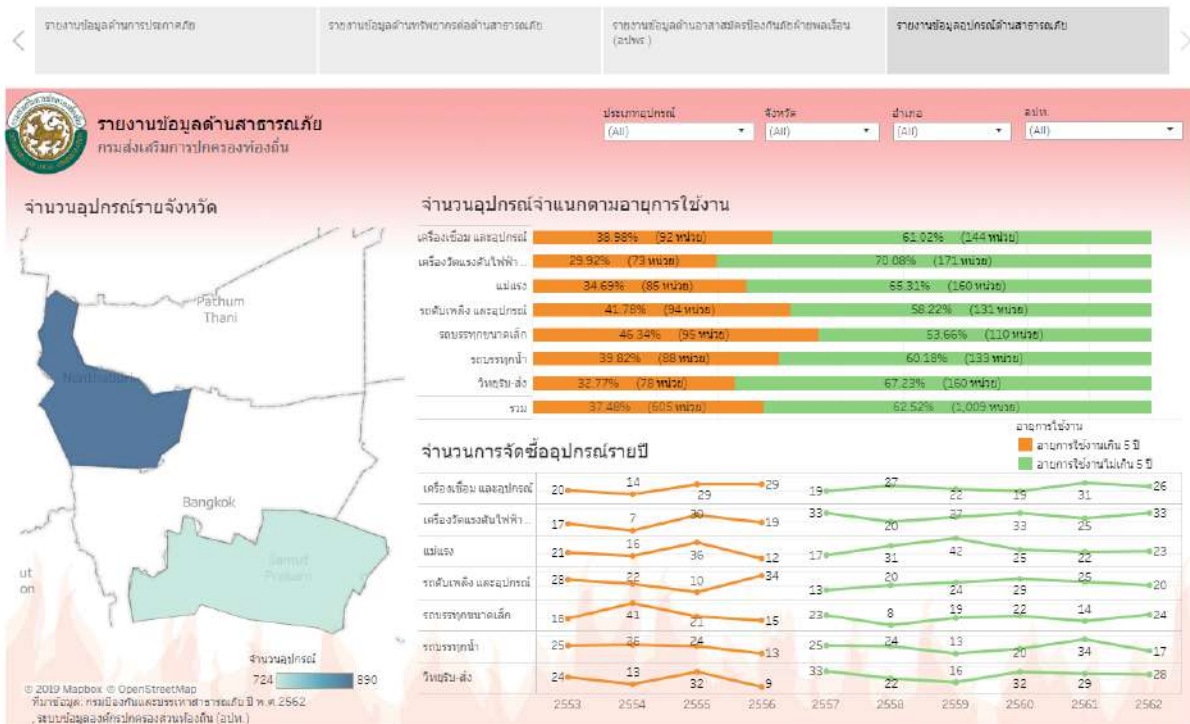 รายงานข้อมูลด้านการประกาศภัย
รายงานข้อมูลด้านทรัพยากรต่อด้านสาธารณภัย
รายงานข้อมูลด้านอาสาสมัครป้องกันภัยฝ่ายพลเรือน
(อปพร.)
รายงานข้อมูลอุปกรณ์ด้านสาธารณภัย
รายงานข้อมูลด้านสาธารณภัย
กรมส่งเสริมการปกครองท้องถิ่น
ประเภทอุปกรณ์ จังหวัด อำเภอ อปท.
(All) (All) (All) (All)
จำนวนอุปกรณ์รายจังหวัด
Pathum
Thani
Nonthaburi
Bangkok
Samut
Prakarn
ut
on
จำนวนอุปกรณ์
724 890
© 2019 Mapbox © OpenStreetMap
ที่มาข้อมูล: กรมป้องกันและบรรเทาสาธารณภัย ปี พ.ศ.2562
, ระบบข้อมูลองค์กรปกครองส่วนท้องถิ่น (อปท.)
จำนวนอุปกรณ์จำแนกตามอายุการใช้งาน
เครื่องเชื่อม และอุปกรณ์ 38.98% (92 หน่วย) 61.02% (144 หน่วย)
เครื่องวัดแรงดันไฟฟ้า... 29.92% (73 หน่วย) 70.08% (171 หน่วย)
แม่แรง 34.69% (85 หน่วย) 65.31% (160 หน่วย)
รถดับเพลิง และอุปกรณ์ 41.78% (94 หน่วย) 58.22% (131 หน่วย)
รถบรรทุกขนาดเล็ก 46.34% (95 หน่วย) 53.66% (110 หน่วย)
รถบรรทุกน้ำ 39.82% (88 หน่วย) 60.18% (133 หน่วย)
วิทยุรับ-ส่ง 32.77% (78 หน่วย) 67.23% (160 หน่วย)
รวม 37.48% (605 หน่วย) 62.52% (1,009 หน่วย)
อายุการใช้งาน
อายุการใช้งานเกิน 5 ปี
อายุการใช้งานไม่เกิน 5 ปี
จำนวนการจัดซื้ออุปกรณ์รายปี
เครื่องเชื่อม และอุปกรณ์ 20 14 29 29 19 27 22 19 31 26
เครื่องวัดแรงดันไฟฟ้า... 17 7 30 19 33 20 27 33 25 33
แม่แรง 21 16 36 12 17 31 42 25 22 23
รถดับเพลิง และอุปกรณ์ 28 22 10 34 13 20 24 29 25 20
รถบรรทุกขนาดเล็ก 18 41 21 15 23 8 19 22 14 24
รถบรรทุกน้ำ 25 26 24 13 25 24 13 20 34 17
วิทยุรับ-ส่ง 24 13 32 9 33 22 16 32 29 28
2553 2554 2555 2556 2557 2558 2559 2560 2561 2562